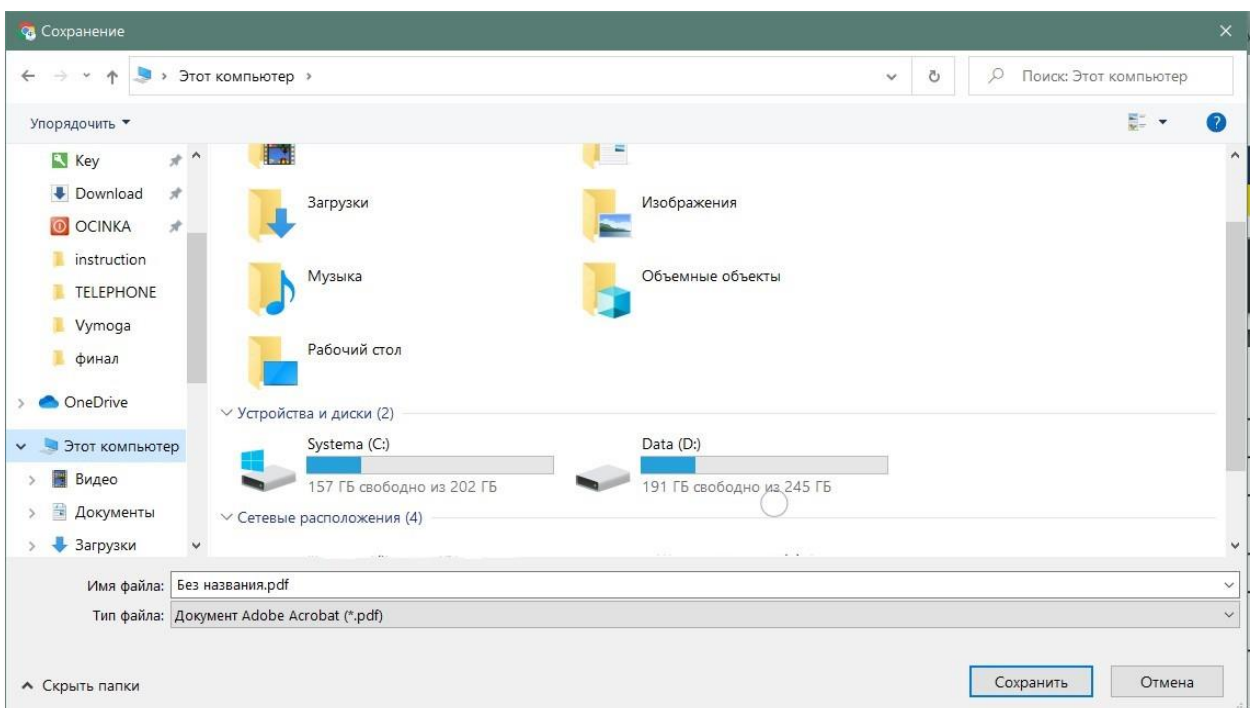 Сохранение
Этот компьютер
Поиск: Этот компьютер
Упорядочить
Key
Download
OCINKA
instruction
TELEPHONE
Vymoga
финал
OneDrive
Этот компьютер
Видео
Документы
Загрузки
Загрузки
Изображения
Музыка
Объемные объекты
Рабочий стол
Устройства и диски (2)
Systema (C:)
157 ГБ свободно из 202 ГБ
Data (D:)
191 ГБ свободно из 245 ГБ
Сетевые расположения (4)
Имя файла: Без названия.pdf
Тип файла: Документ Adobe Acrobat (*.pdf)
Скрыть папки
Сохранить
Отмена